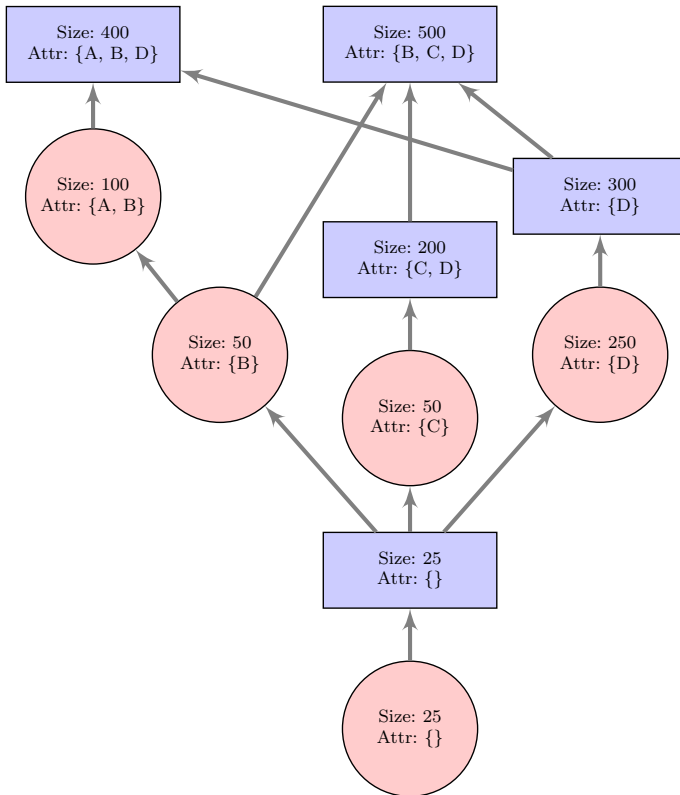 Size: 400
Attr: {A, B, D}
Size: 500
Attr: {B, C, D}
Size: 100
Attr: {A, B}
Size: 300
Attr: {D}
Size: 200
Attr: {C, D}
Size: 50
Attr: {B}
Size: 250
Attr: {D}
Size: 50
Attr: {C}
Size: 25
Attr: {}
Size: 25
Attr: {}